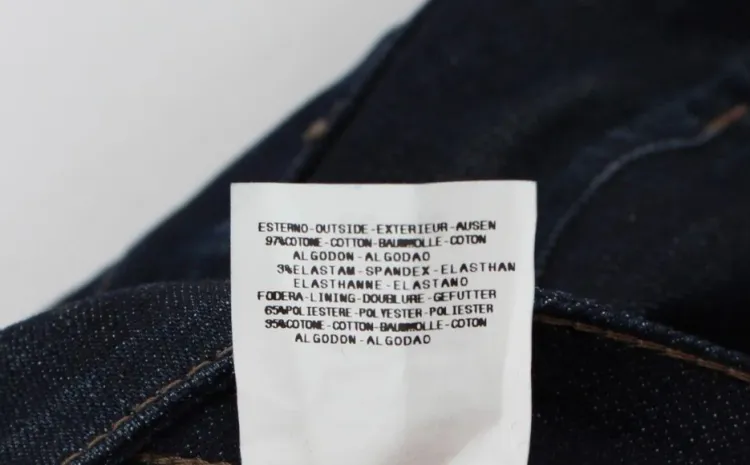 ESTERNO-OUTSIDE-EXTERIEUR-AUSEN
97%COTONE-COTTON-BAUMWOLLE-COTON
ALGODON-ALGODAO
3%ELASTAM-SPANDEX-ELASTHAN
ELASTHANNE-ELASTANO
FODERA-LINING-DOUBLURE-GEFUTTER
65%POLIESTERE-POLYESTER-POLIESTER
95%COTONE-COTTON-BAUMWOLLE-COTON
ALGODON-ALGODAO